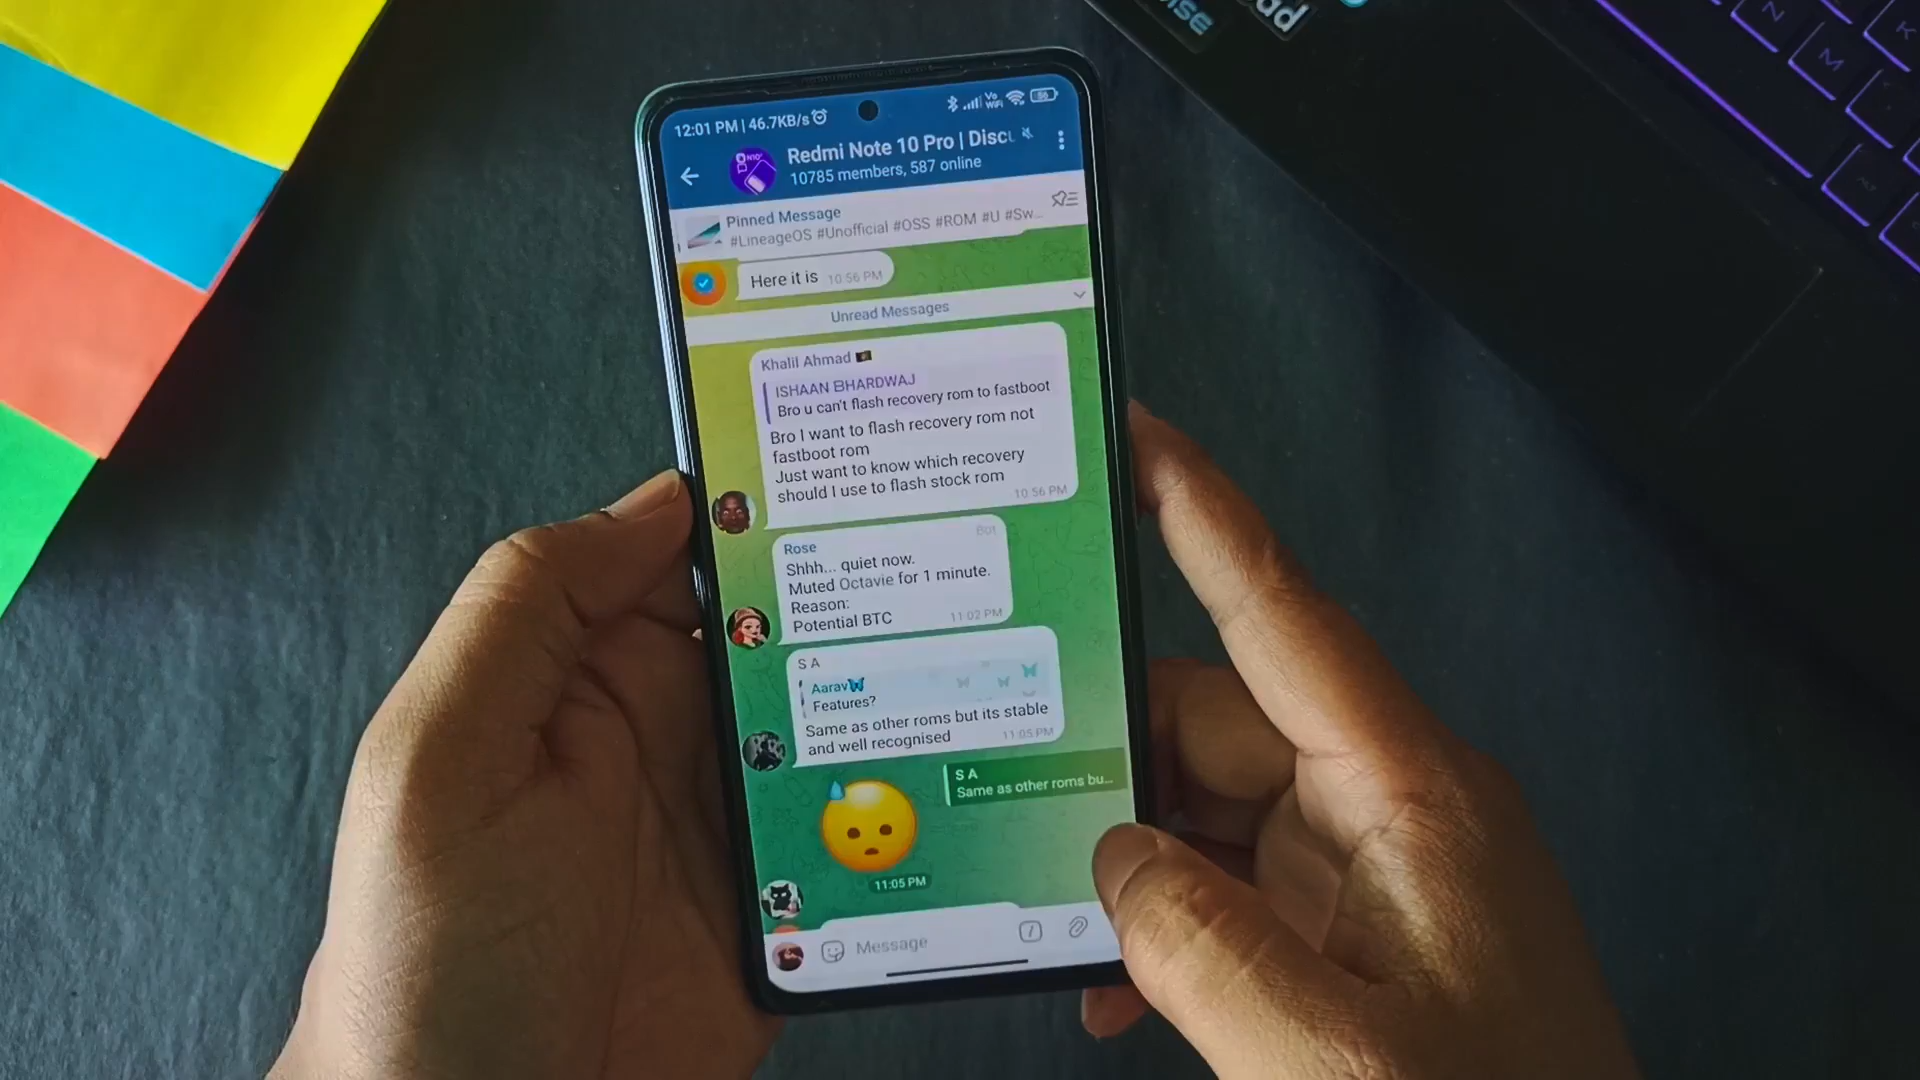 12:01 PM | 46.7KB/s
Vo
WiFi
56
Redmi Note 10 Pro | Discu
10785 members, 587 online
Pinned Message
#LineageOS #Unofficial #OSS #ROM #U #Sw...
Here it is 10:56 PM
Unread Messages
Khalil Ahmad
ISHAAN BHARDWAJ
Bro u can't flash recovery rom to fastboot
Bro I want to flash recovery rom not
fastboot rom
Just want to know which recovery
should I use to flash stock rom
10:56 PM
Rose Bot
Shhh... quiet now.
Muted Octavie for 1 minute.
Reason:
Potential BTC 11:02 PM
S A
Aarav
Features?
Same as other roms but its stable
and well recognised 11:05 PM
S A
Same as other roms bu...
11:05 PM
Message
N
M
K